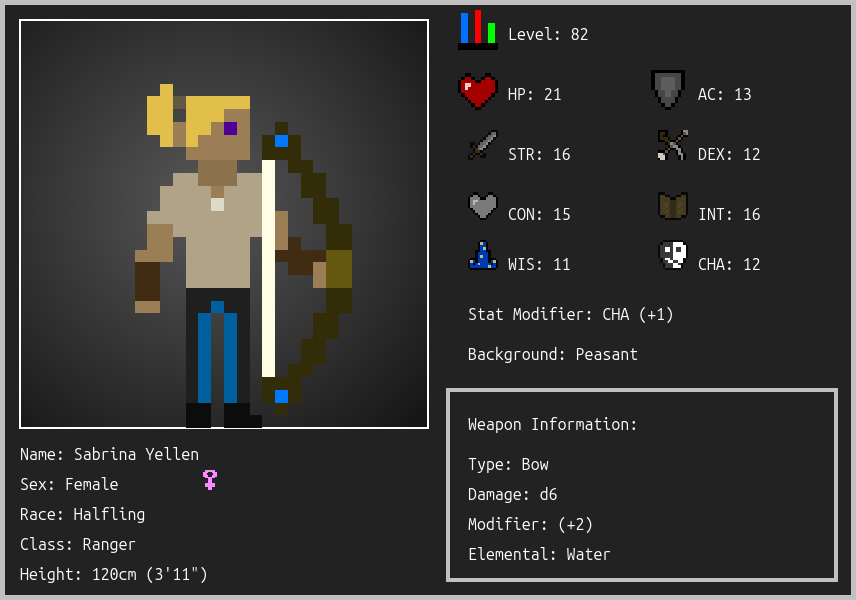 Level: 82
HP: 21
AC: 13
STR: 16
DEX: 12
CON: 15
INT: 16
WIS: 11
CHA: 12
Stat Modifier: CHA (+1)
Background: Peasant
Name: Sabrina Yellen
Sex: Female
Race: Halfling
Class: Ranger
Height: 120cm (3'11")
Weapon Information:
Type: Bow
Damage: d6
Modifier: (+2)
Elemental: Water